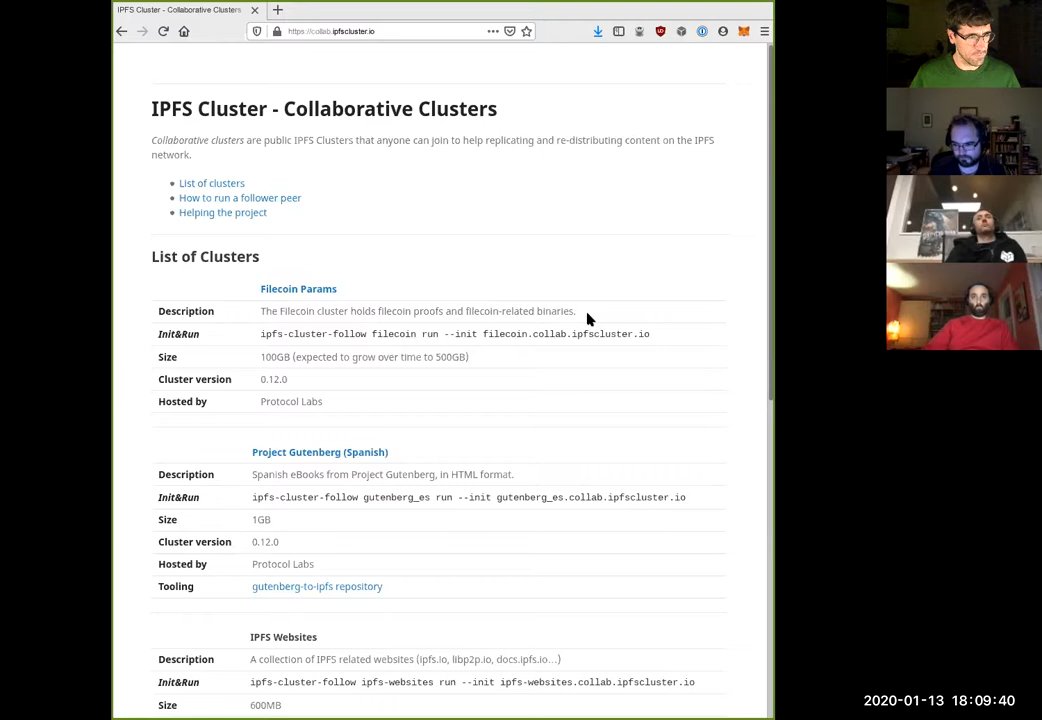 IPFS Cluster - Collaborative Clusters
https://collab.ipfscluster.io
IPFS Cluster - Collaborative Clusters
Collaborative clusters are public IPFS Clusters that anyone can join to help replicating and re-distributing content on the IPFS
network.
List of clusters
How to run a follower peer
Helping the project
List of Clusters
Filecoin Params
Description The Filecoin cluster holds filecoin proofs and filecoin-related binaries.
Init&Run ipfs-cluster-follow filecoin run --init filecoin.collab.ipfscluster.io
Size 100GB (expected to grow over time to 500GB)
Cluster version 0.12.0
Hosted by Protocol Labs
Project Gutenberg (Spanish)
Description Spanish eBooks from Project Gutenberg, in HTML format.
Init&Run ipfs-cluster-follow gutenberg_es run --init gutenberg_es.collab.ipfscluster.io
Size 1GB
Cluster version 0.12.0
Hosted by Protocol Labs
Tooling gutenberg-to-ipfs repository
IPFS Websites
Description A collection of IPFS related websites (ipfs.io, libp2p.io, docs.ipfs.io...)
Init&Run ipfs-cluster-follow ipfs-websites run --init ipfs-websites.collab.ipfscluster.io
Size 600MB
2020-01-13 18:09:40